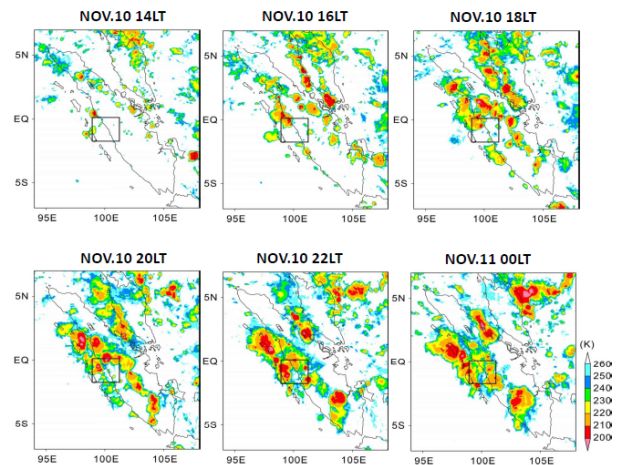 NOV.10 14LT NOV.10 16LT NOV.10 18LT
5N 5N 5N
EQ EQ EQ
5S 5S 5S
95E 100E 105E 95E 100E 105E 95E 100E 105E
NOV.10 20LT NOV.10 22LT NOV.11 00LT
5N 5N 5N
(K)
EQ EQ EQ 260
250
240
230
220
210
5S 5S 5S 200
95E 100E 105E 95E 100E 105E 95E 100E 105E